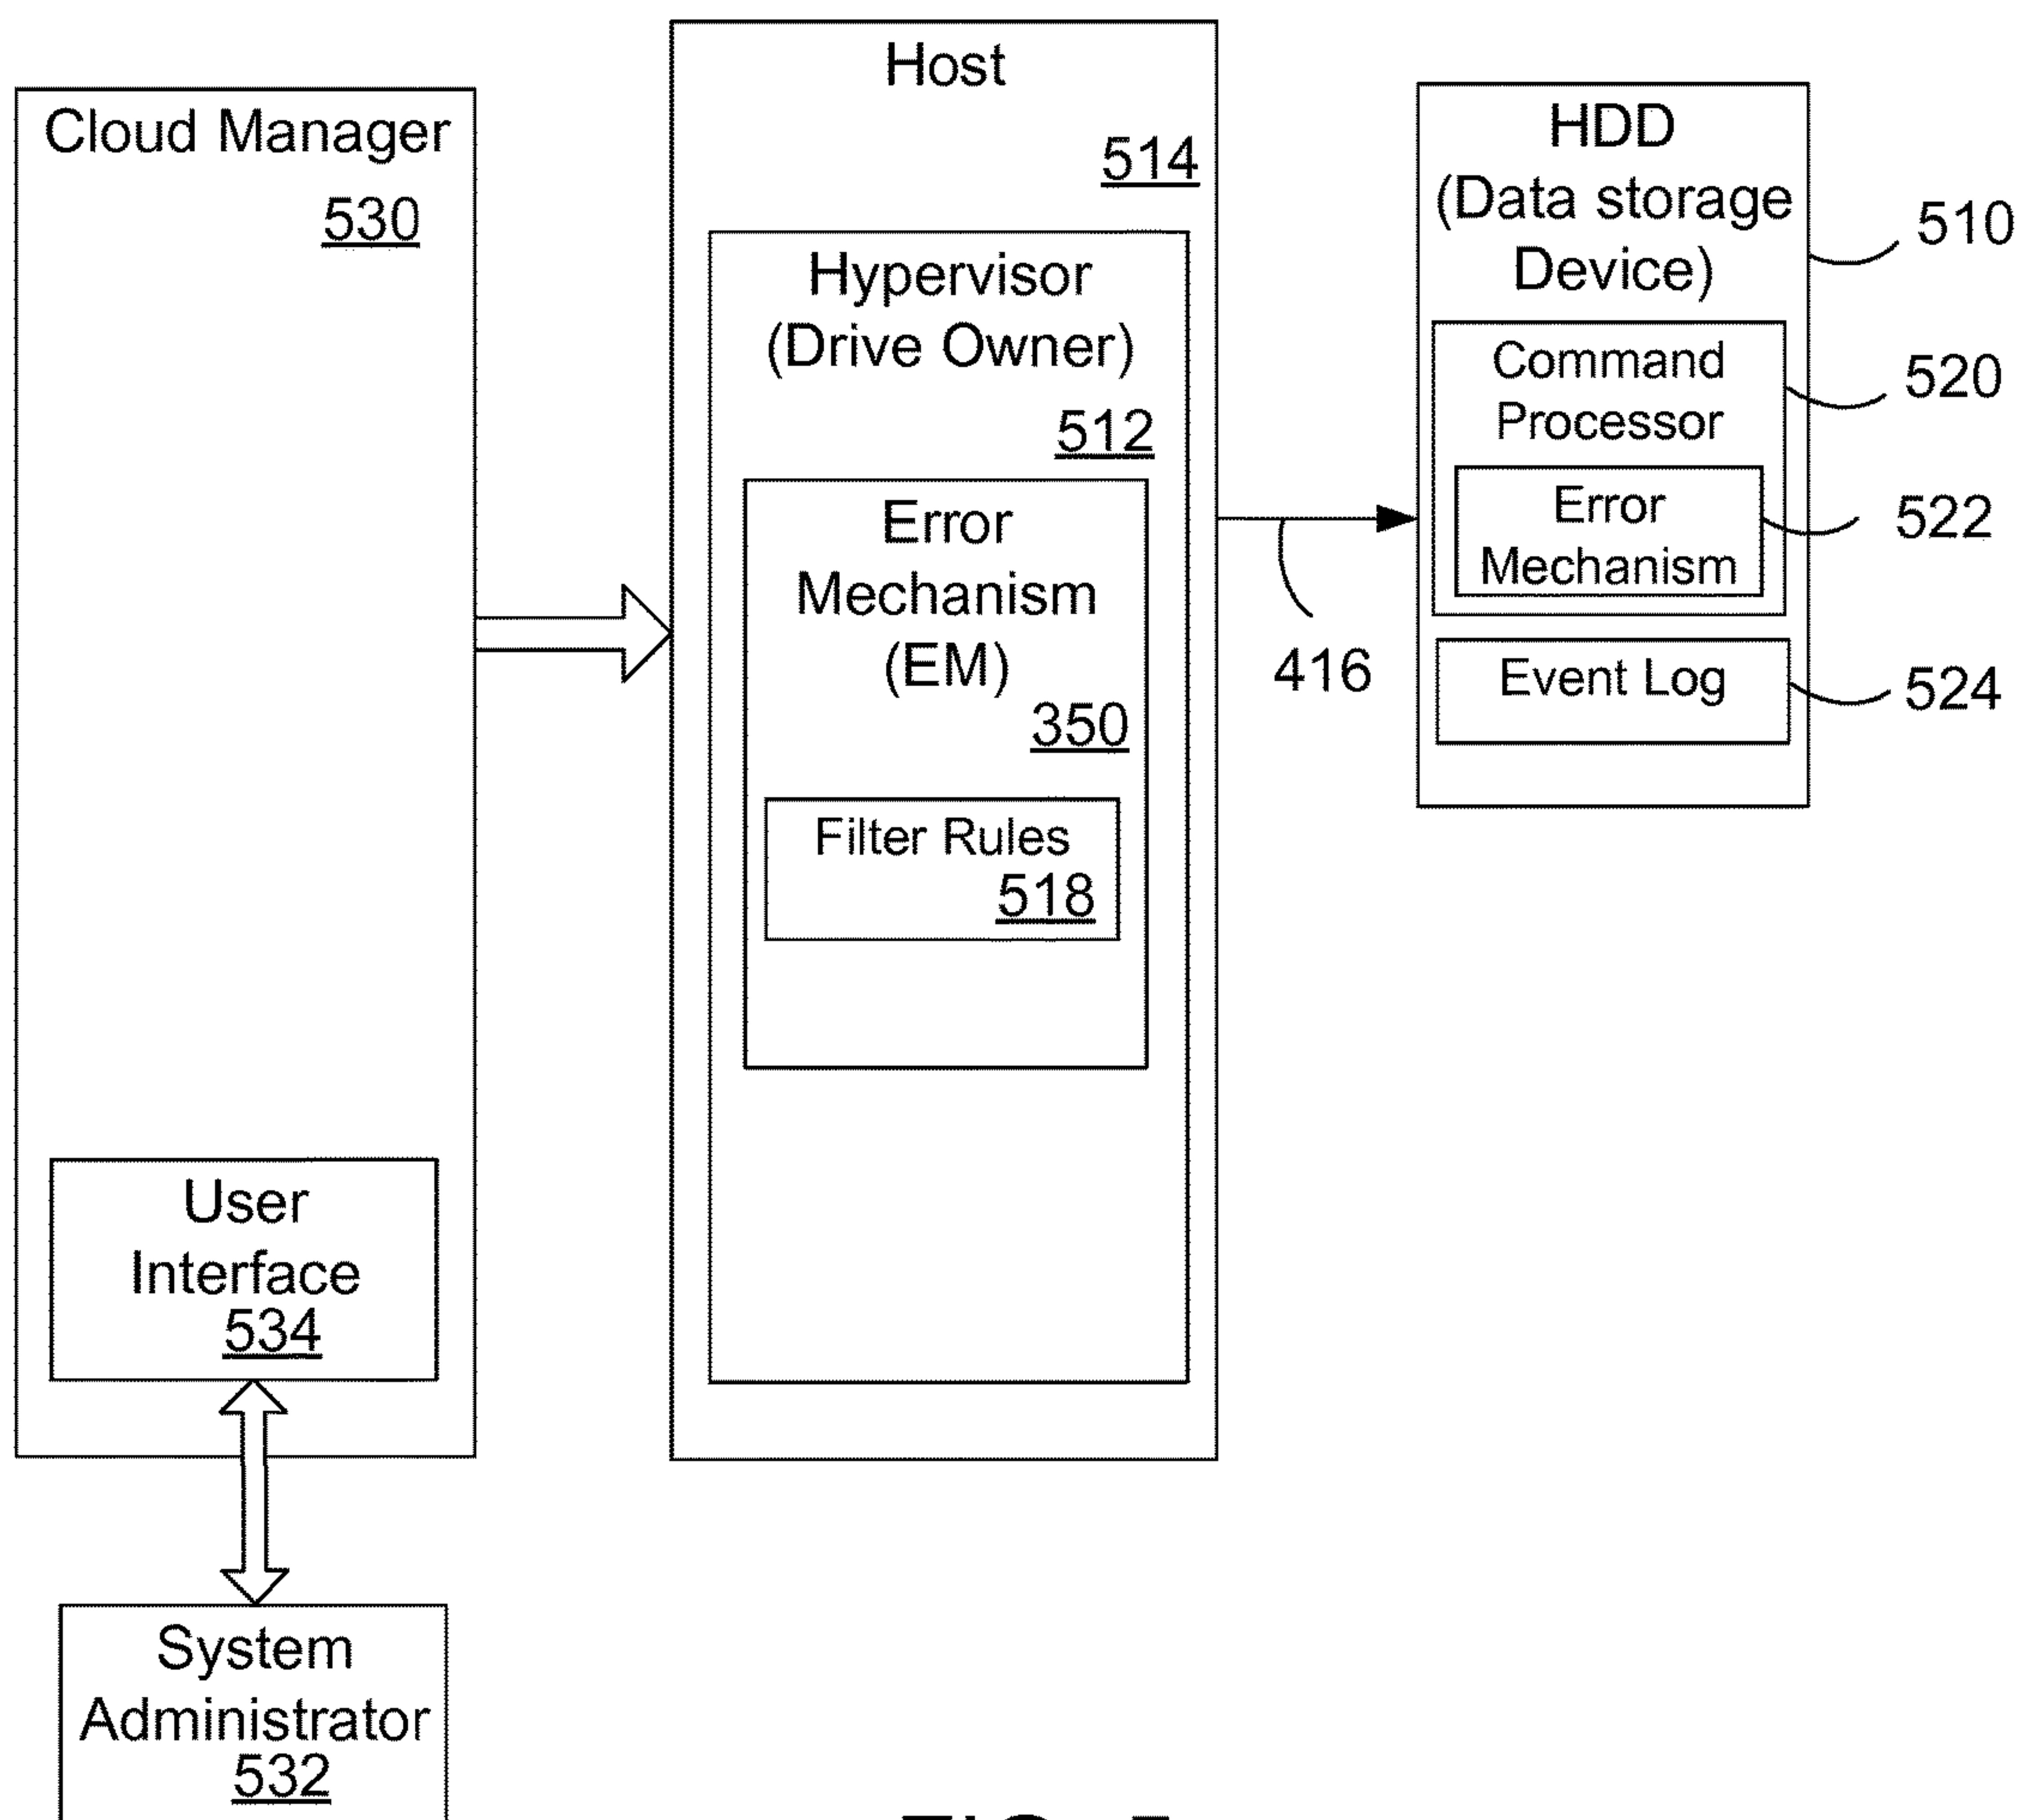 Cloud Manager
530
User
Interface
534
System
Administrator
532
Host
514
Hypervisor
(Drive Owner)
512
Error
Mechanism
(EM)
350
Filter Rules
518
416
HDD
(Data storage
Device)
510
Command
Processor
520
Error
Mechanism
522
Event Log
524